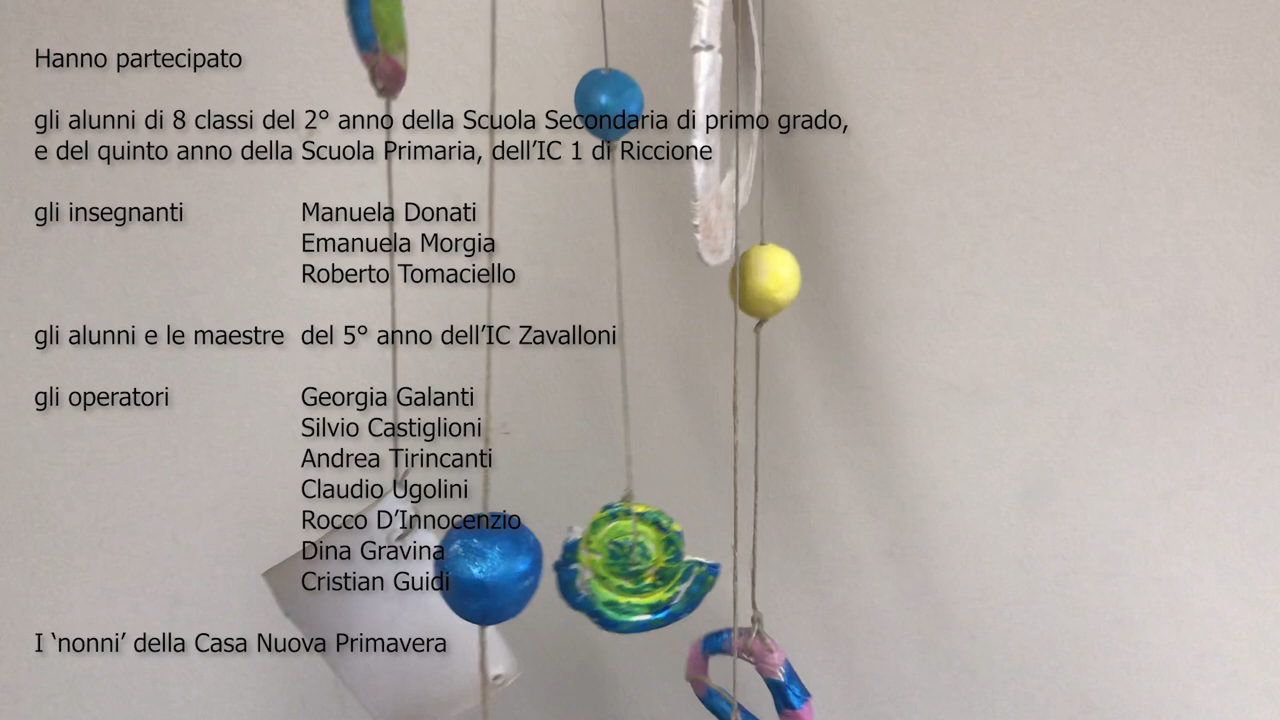 Hanno partecipato
gli alunni di 8 classi del 2° anno della Scuola Secondaria di primo grado,
e del quinto anno della Scuola Primaria, dell’IC 1 di Riccione
gli insegnanti Manuela Donati
Emanuela Morgia
Roberto Tomaciello
gli alunni e le maestre del 5° anno dell’IC Zavalloni
gli operatori Georgia Galanti
Silvio Castiglioni
Andrea Tirincanti
Claudio Ugolini
Rocco D’Innocenzio
Dina Gravina
Cristian Guidi
I ‘nonni’ della Casa Nuova Primavera